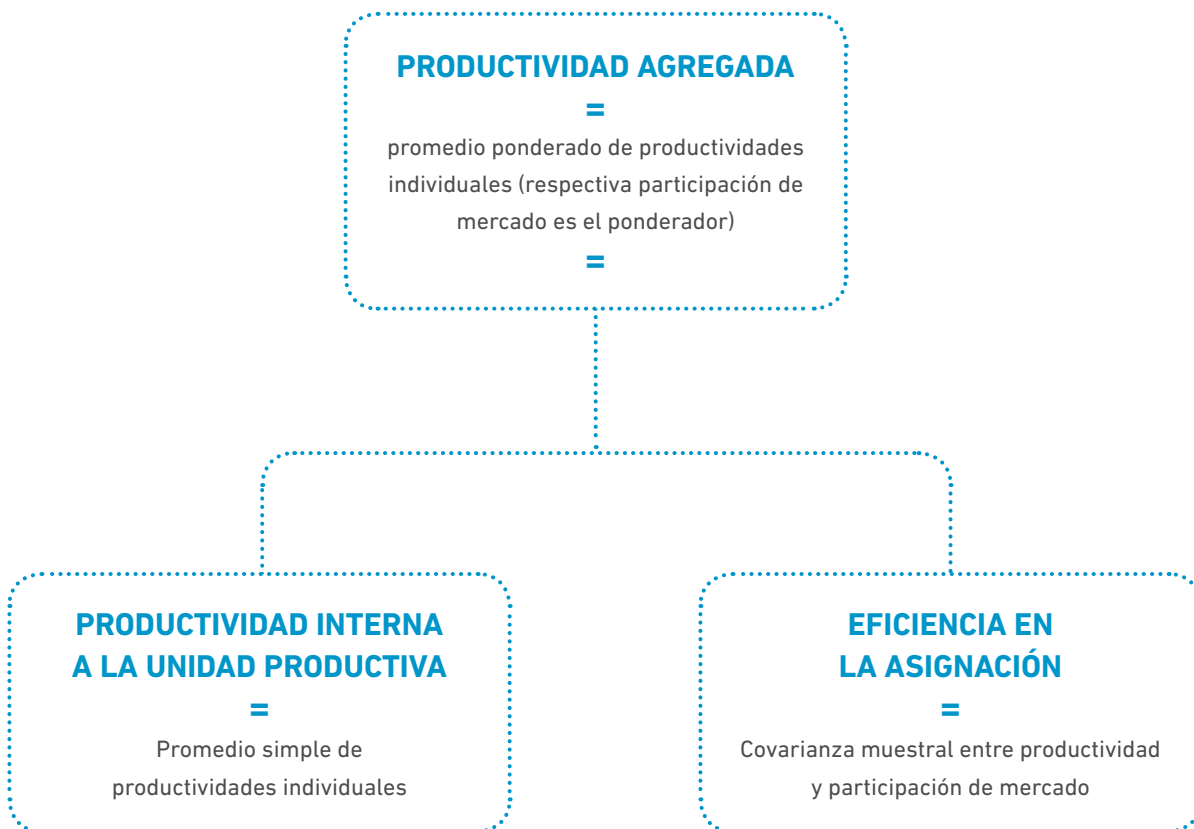 PRODUCTIVIDAD AGREGADA
=
promedio ponderado de productividades
individuales (respectiva participación de
mercado es el ponderador)
=
PRODUCTIVIDAD INTERNA
A LA UNIDAD PRODUCTIVA
=
Promedio simple de
productividades individuales
EFICIENCIA EN
LA ASIGNACIÓN
=
Covarianza muestral entre productividad
y participación de mercado